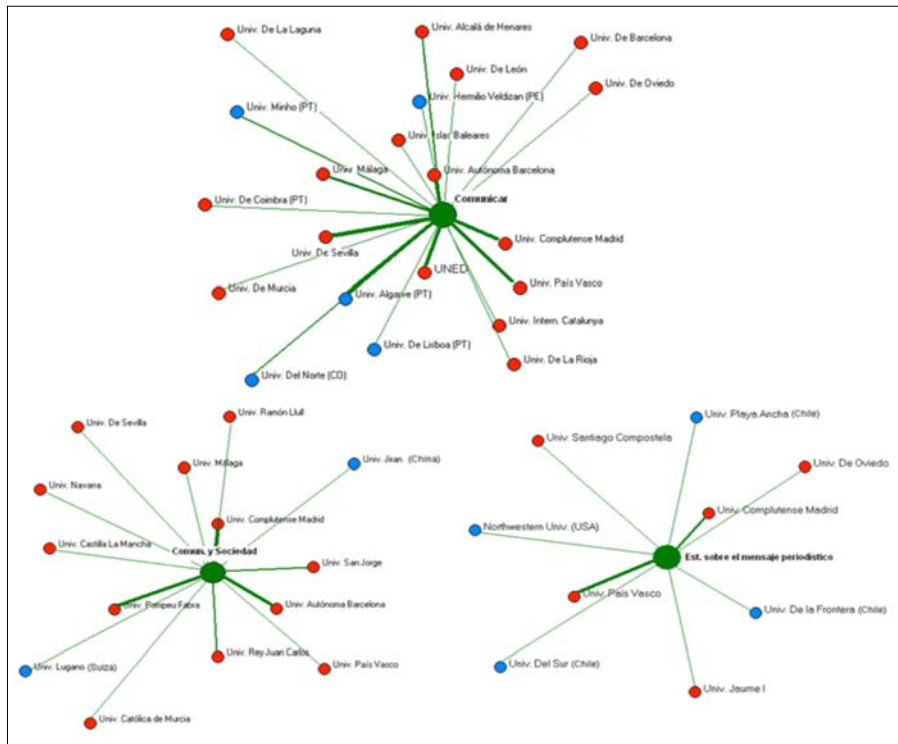 Univ. De La Laguna
Univ. Alcalá de Henares
Univ. De Barcelona
Univ. De León
Univ. De Oviedo
Univ. Hermilio Veldizan (PE)
Univ. Minho (PT)
Univ. Islas Baleares
Univ. Málaga
Univ. Autónoma Barcelona
Comunicar
Univ. De Coimbra (PT)
Univ. Complutense Madrid
Univ. De Sevilla
UNED
Univ. País Vasco
Univ. De Murcia
Univ. Algarve (PT)
Univ. Intern. Catalunya
Univ. De Lisboa (PT)
Univ. De La Rioja
Univ. Del Norte (CO)
Univ. Ramón Llull
Univ. De Sevilla
Univ. Málaga
Univ. Jean (China)
Univ. Navarra
Univ. Complutense Madrid
Univ. Castilla La Mancha
Comun. y Sociedad
Univ. San Jorge
Univ. Pompeu Fabra
Univ. Autónoma Barcelona
Univ. Rey Juan Carlos
Univ. Lugano (Suiza)
Univ. País Vasco
Univ. Católica de Murcia
Univ. Playa Ancha (Chile)
Univ. Santiago Compostela
Univ. De Oviedo
Univ. Complutense Madrid
Northwestern Univ. (USA)
Est. sobre el mensaje periodístico
Univ. País Vasco
Univ. De la Frontera (Chile)
Univ. Del Sur (Chile)
Univ. Jaume I